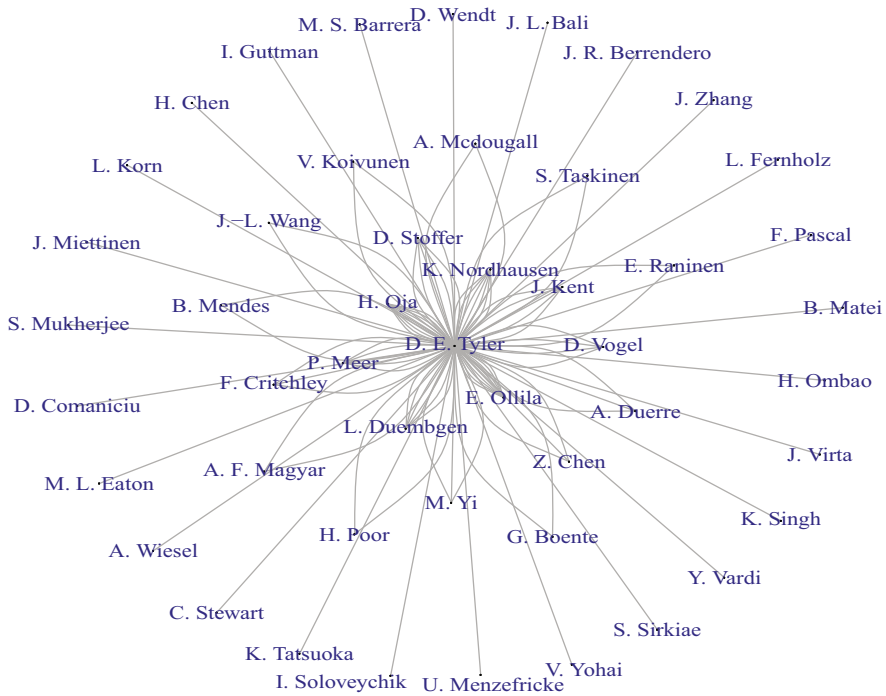 D. Wendt
M. S. Barrera
J. L. Bali
I. Guttman
J. R. Berrendero
H. Chen
J. Zhang
A. Mcdougall
V. Koivunen
L. Korn
L. Fernholz
S. Taskinen
J.−L. Wang
D. Stoffer
J. Miettinen
F. Pascal
K. Nordhausen
E. Raninen
J. Kent
H. Oja
B. Mendes
B. Matei
S. Mukherjee
D. E. Tyler
D. Vogel
P. Meer
F. Critchley
H. Ombao
E. Ollila
D. Comaniciu
A. Duerre
L. Duembgen
J. Virta
Z. Chen
A. F. Magyar
M. L. Eaton
M. Yi
K. Singh
H. Poor
G. Boente
A. Wiesel
Y. Vardi
C. Stewart
S. Sirkiae
K. Tatsuoka
V. Yohai
I. Soloveychik
U. Menzefricke